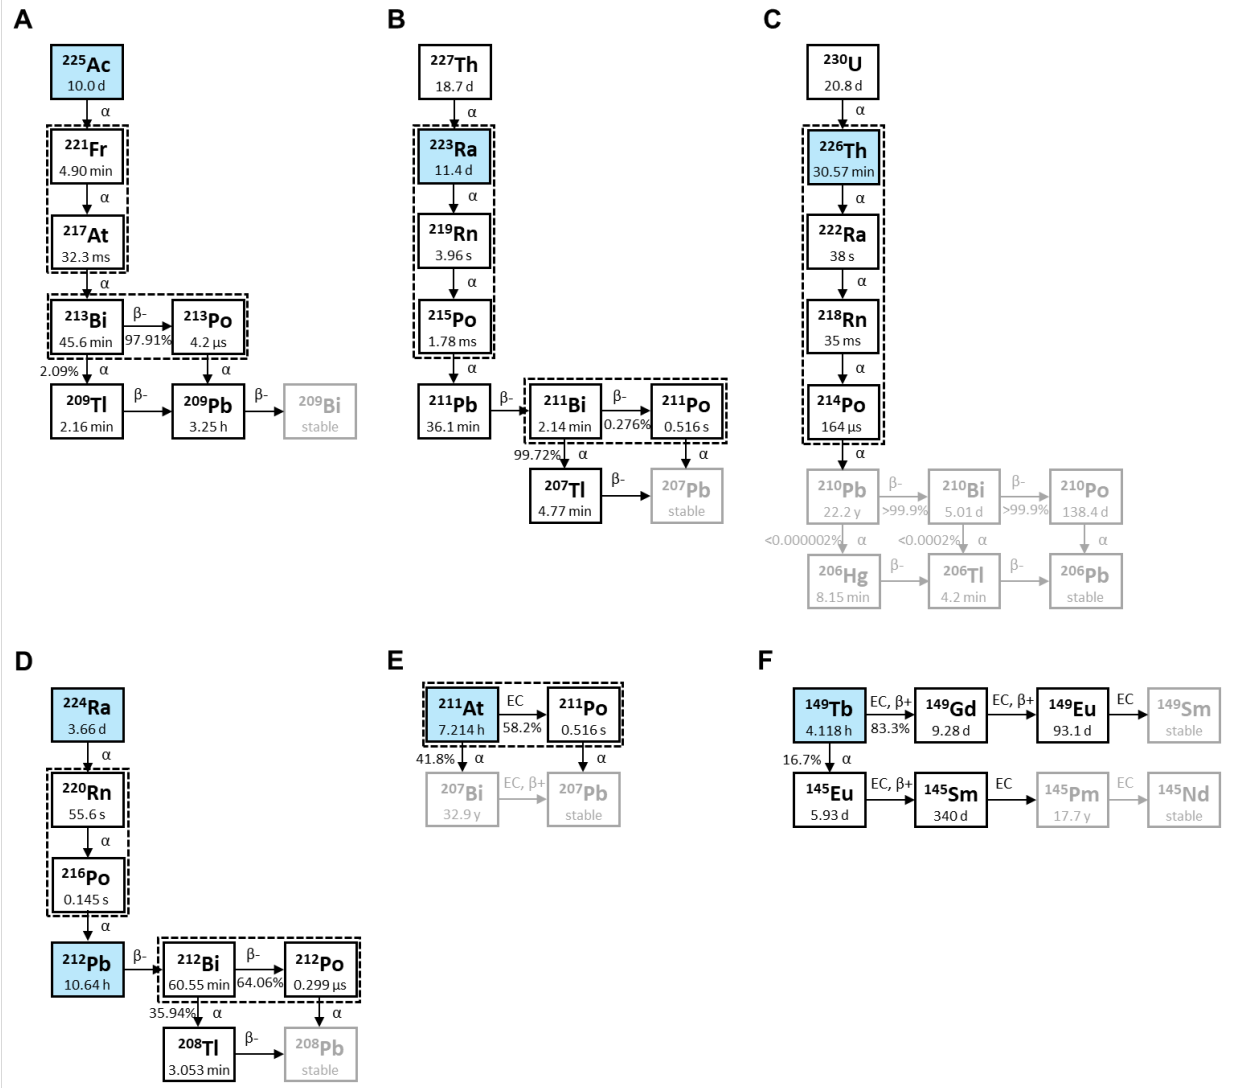 A
225Ac
10.0 d
α
221Fr
4.90 min
α
217At
32.3 ms
α
213Bi
45.6 min
β-
97.91%
213Po
4.2 µs
2.09%
α
α
209Tl
2.16 min
β-
209Pb
3.25 h
β-
209Bi
stable
B
227Th
18.7 d
α
223Ra
11.4 d
α
219Rn
3.96 s
α
215Po
1.78 ms
α
211Pb
36.1 min
β-
211Bi
2.14 min
β-
0.276%
211Po
0.516 s
99.72%
α
α
207Tl
4.77 min
β-
207Pb
stable
C
230U
20.8 d
α
226Th
30.57 min
α
222Ra
38 s
α
218Rn
35 ms
α
214Po
164 µs
α
210Pb
22.2 y
β-
>99.9%
210Bi
5.01 d
β-
>99.9%
210Po
138.4 d
<0.000002%
α
<0.0002%
α
α
206Hg
8.15 min
β-
206Tl
4.2 min
β-
206Pb
stable
D
224Ra
3.66 d
α
220Rn
55.6 s
α
216Po
0.145 s
α
212Pb
10.64 h
β-
212Bi
60.55 min
β-
64.06%
212Po
0.299 µs
35.94%
α
α
208Tl
3.053 min
β-
208Pb
stable
E
211At
7.214 h
EC
58.2%
211Po
0.516 s
41.8%
α
α
207Bi
32.9 y
EC, β+
207Pb
stable
F
149Tb
4.118 h
EC, β+
83.3%
149Gd
9.28 d
EC, β+
149Eu
93.1 d
EC
149Sm
stable
16.7%
α
145Eu
5.93 d
EC, β+
145Sm
340 d
EC
145Pm
17.7 y
EC
145Nd
stable